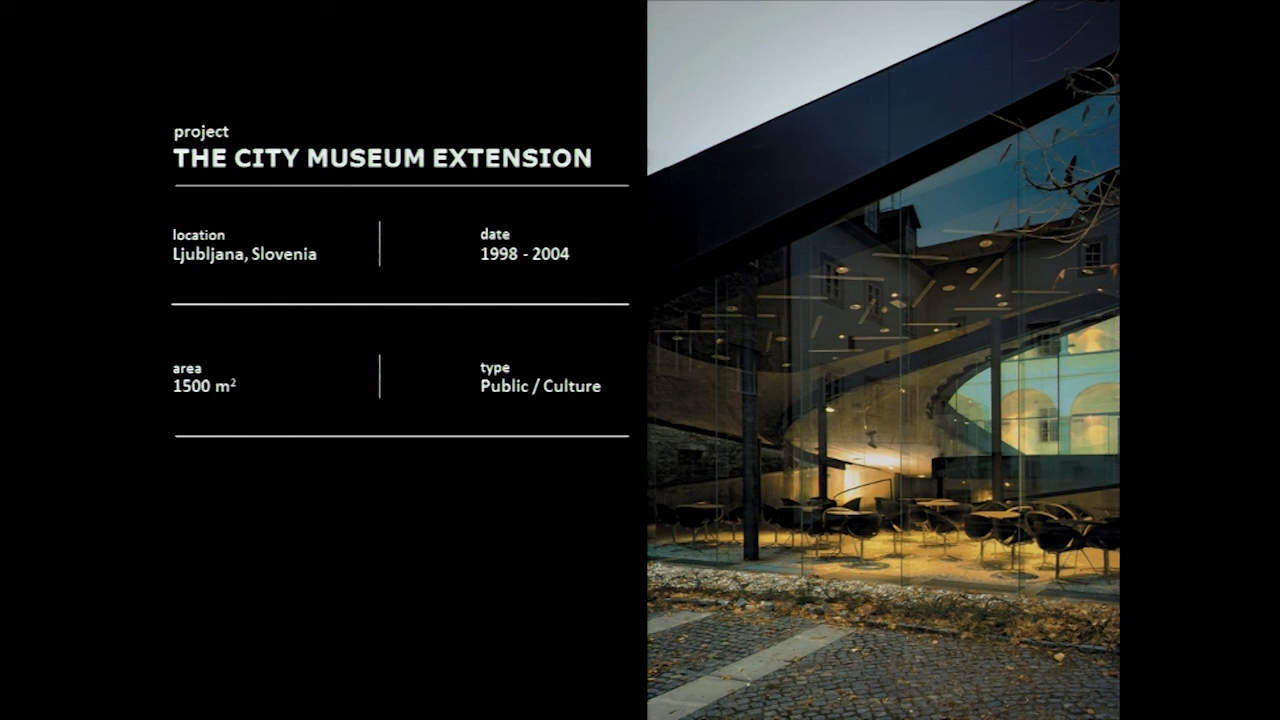 project
THE CITY MUSEUM EXTENSION
location
Ljubljana, Slovenia
date
1998 - 2004
area
1500 m²
type
Public / Culture